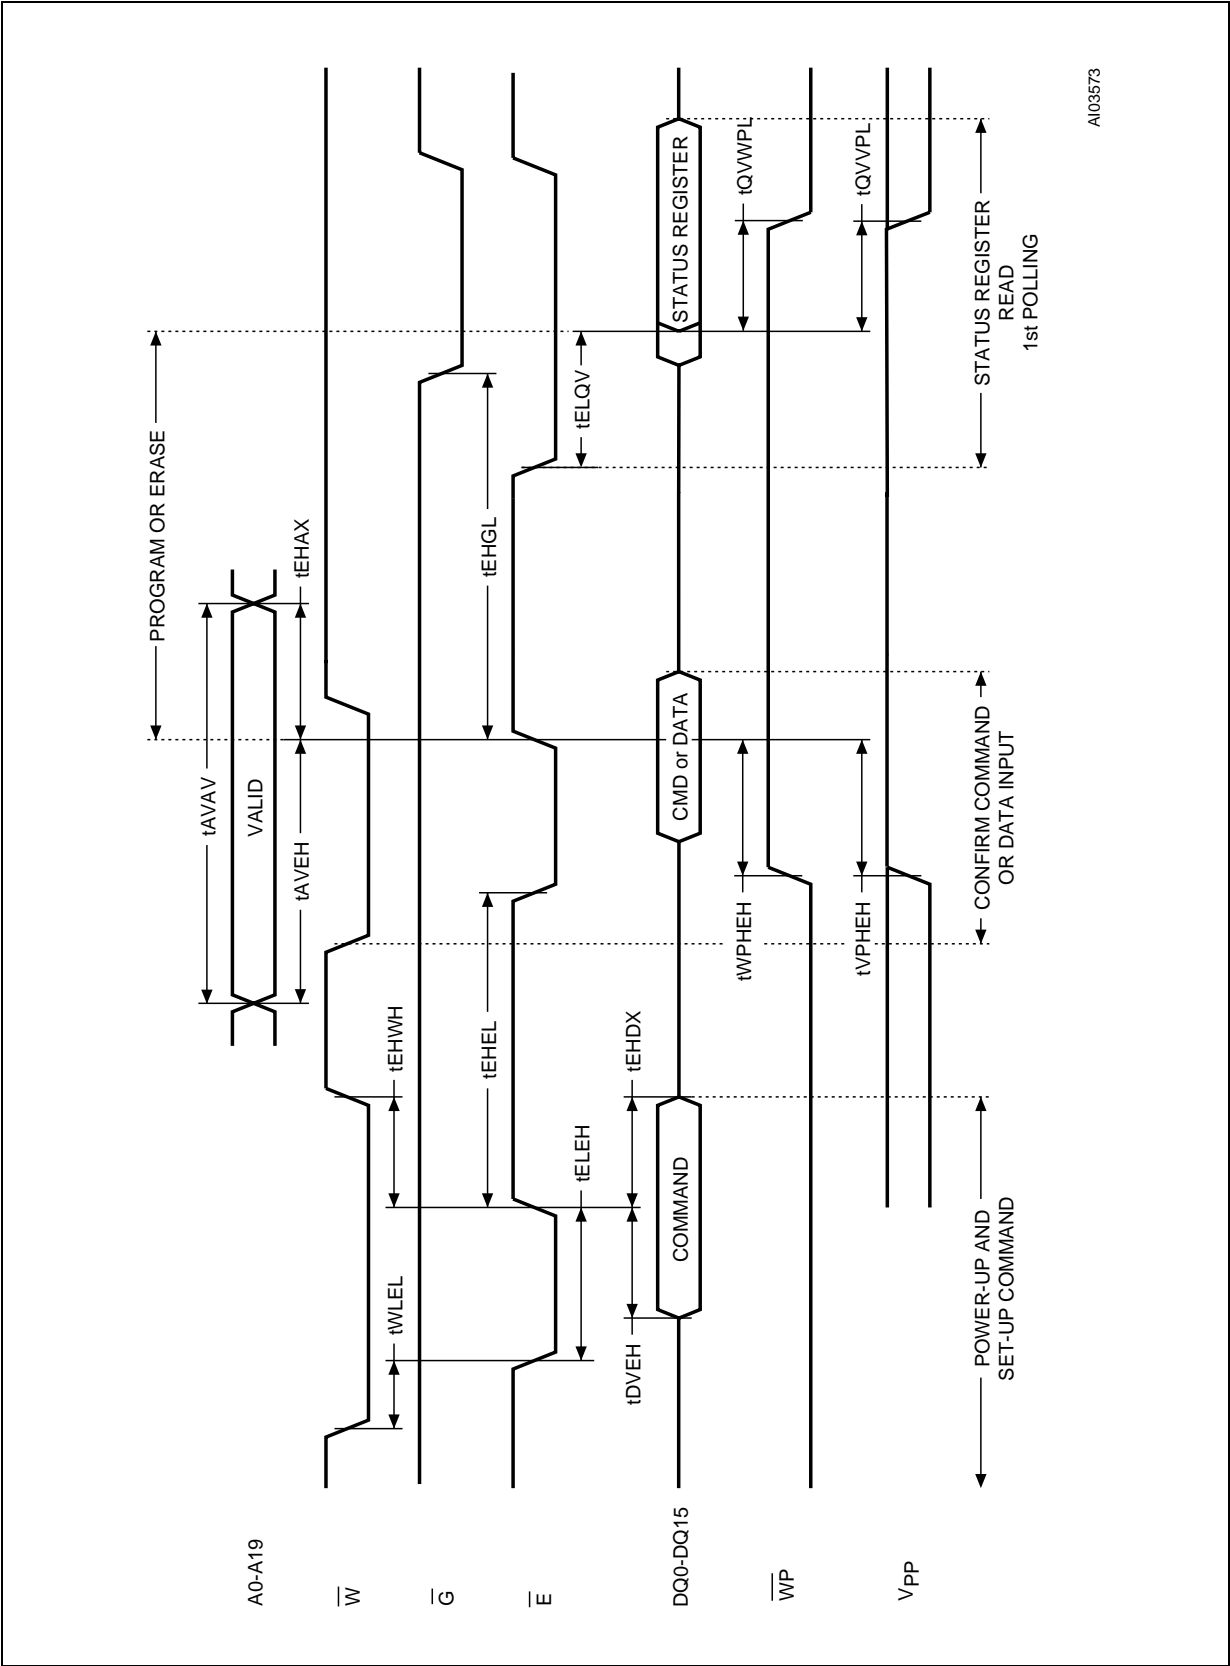 PROGRAM OR ERASE
tAVAV
A0-A19
VALID
tAVEH
tEHAX
W
tWLEL
tEHWH
G
tEHEL
tEHGL
E
tELEH
tELQV
tDVEH
tEHDX
DQ0-DQ15
COMMAND
CMD or DATA
STATUS REGISTER
WP
tWPHEH
tQVWPL
VPP
tVPHEH
tQVVPL
POWER-UP AND
SET-UP COMMAND
CONFIRM COMMAND
OR DATA INPUT
STATUS REGISTER
READ
1st POLLING
AI03573